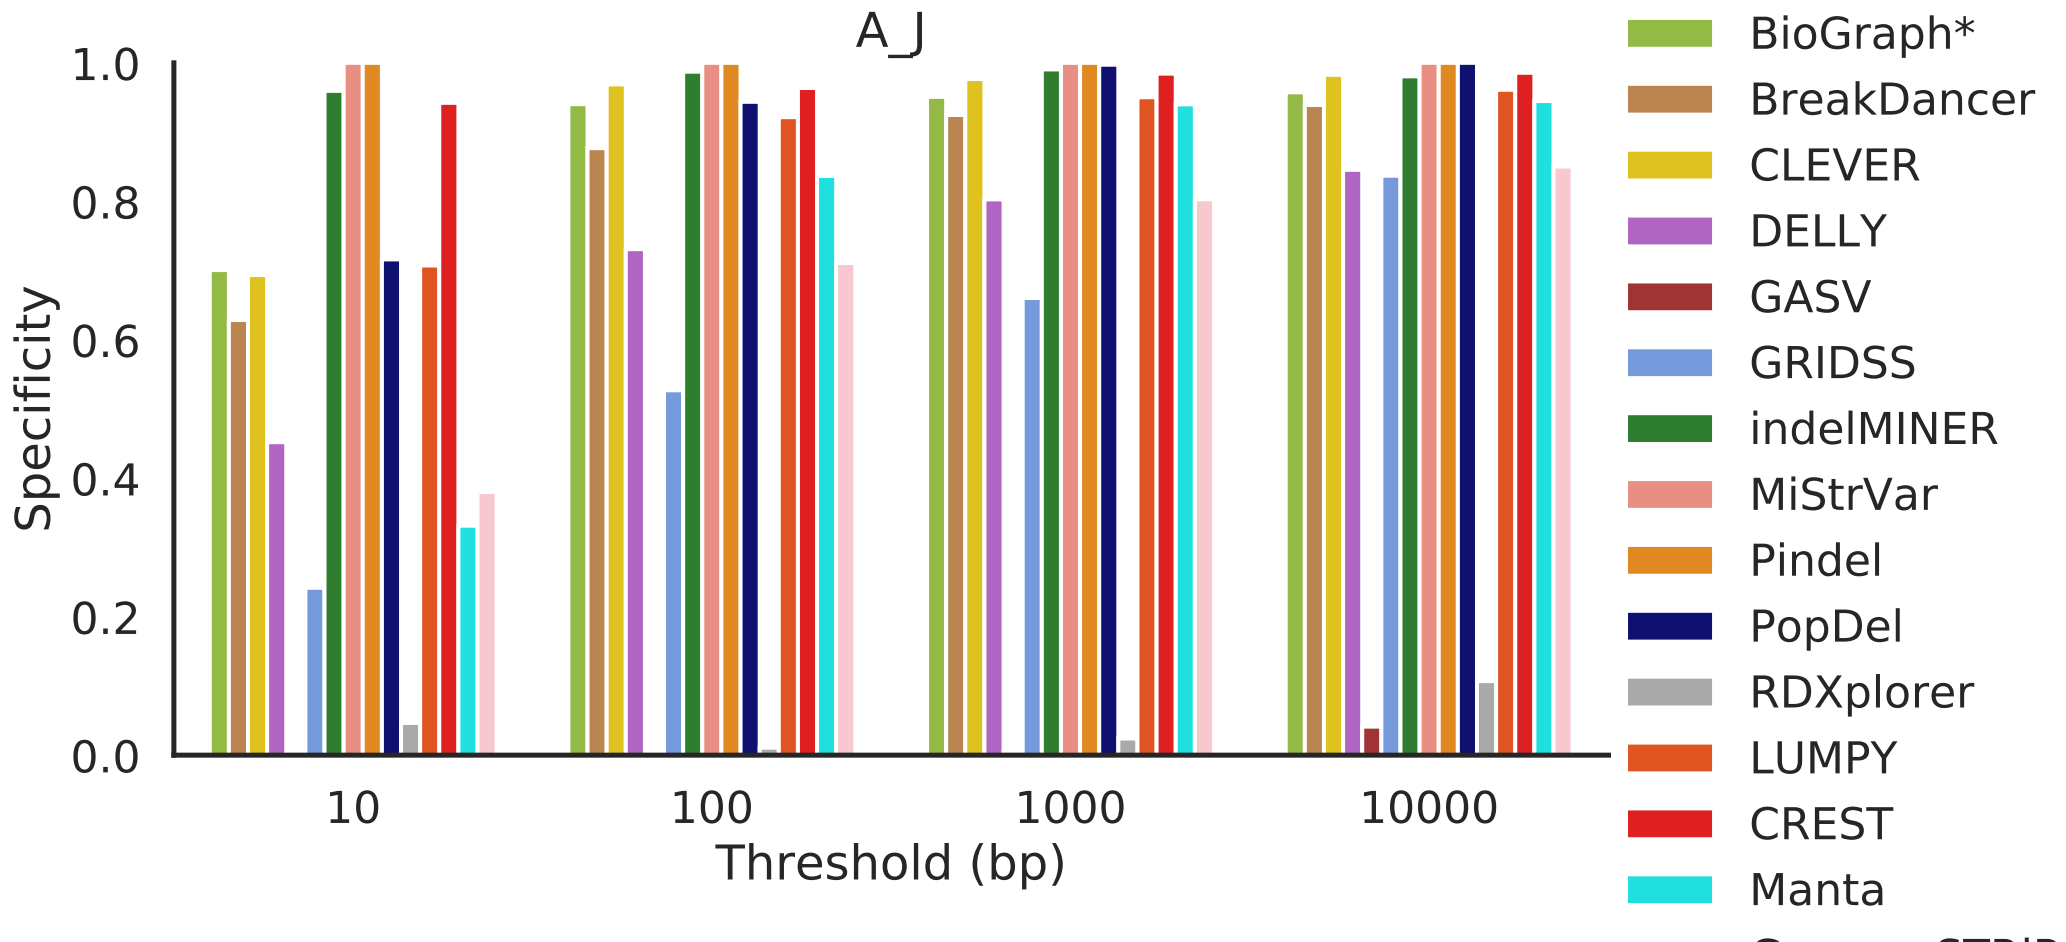 A_J
1.0
0.8
0.6
0.4
0.2
0.0
Specificity
10 100 1000 10000
Threshold (bp)
BioGraph*
BreakDancer
CLEVER
DELLY
GASV
GRIDSS
indelMINER
MiStrVar
Pindel
PopDel
RDXplorer
LUMPY
CREST
Manta